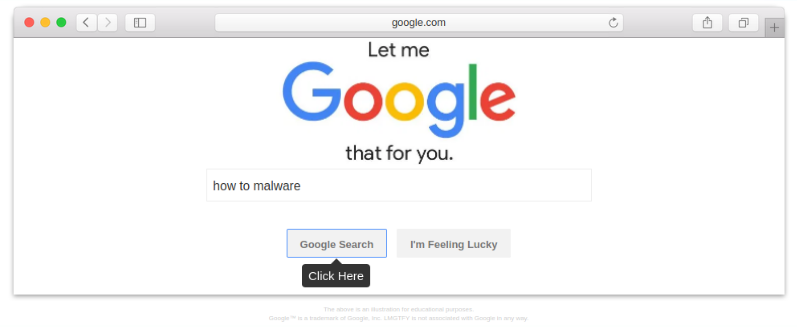 google.com
Let me
Google
that for you.
how to malware
Google Search
I'm Feeling Lucky
Click Here
The above is an illustration for educational purposes.
Google™ is a trademark of Google, Inc. LMGTFY is not associated with Google in any way.